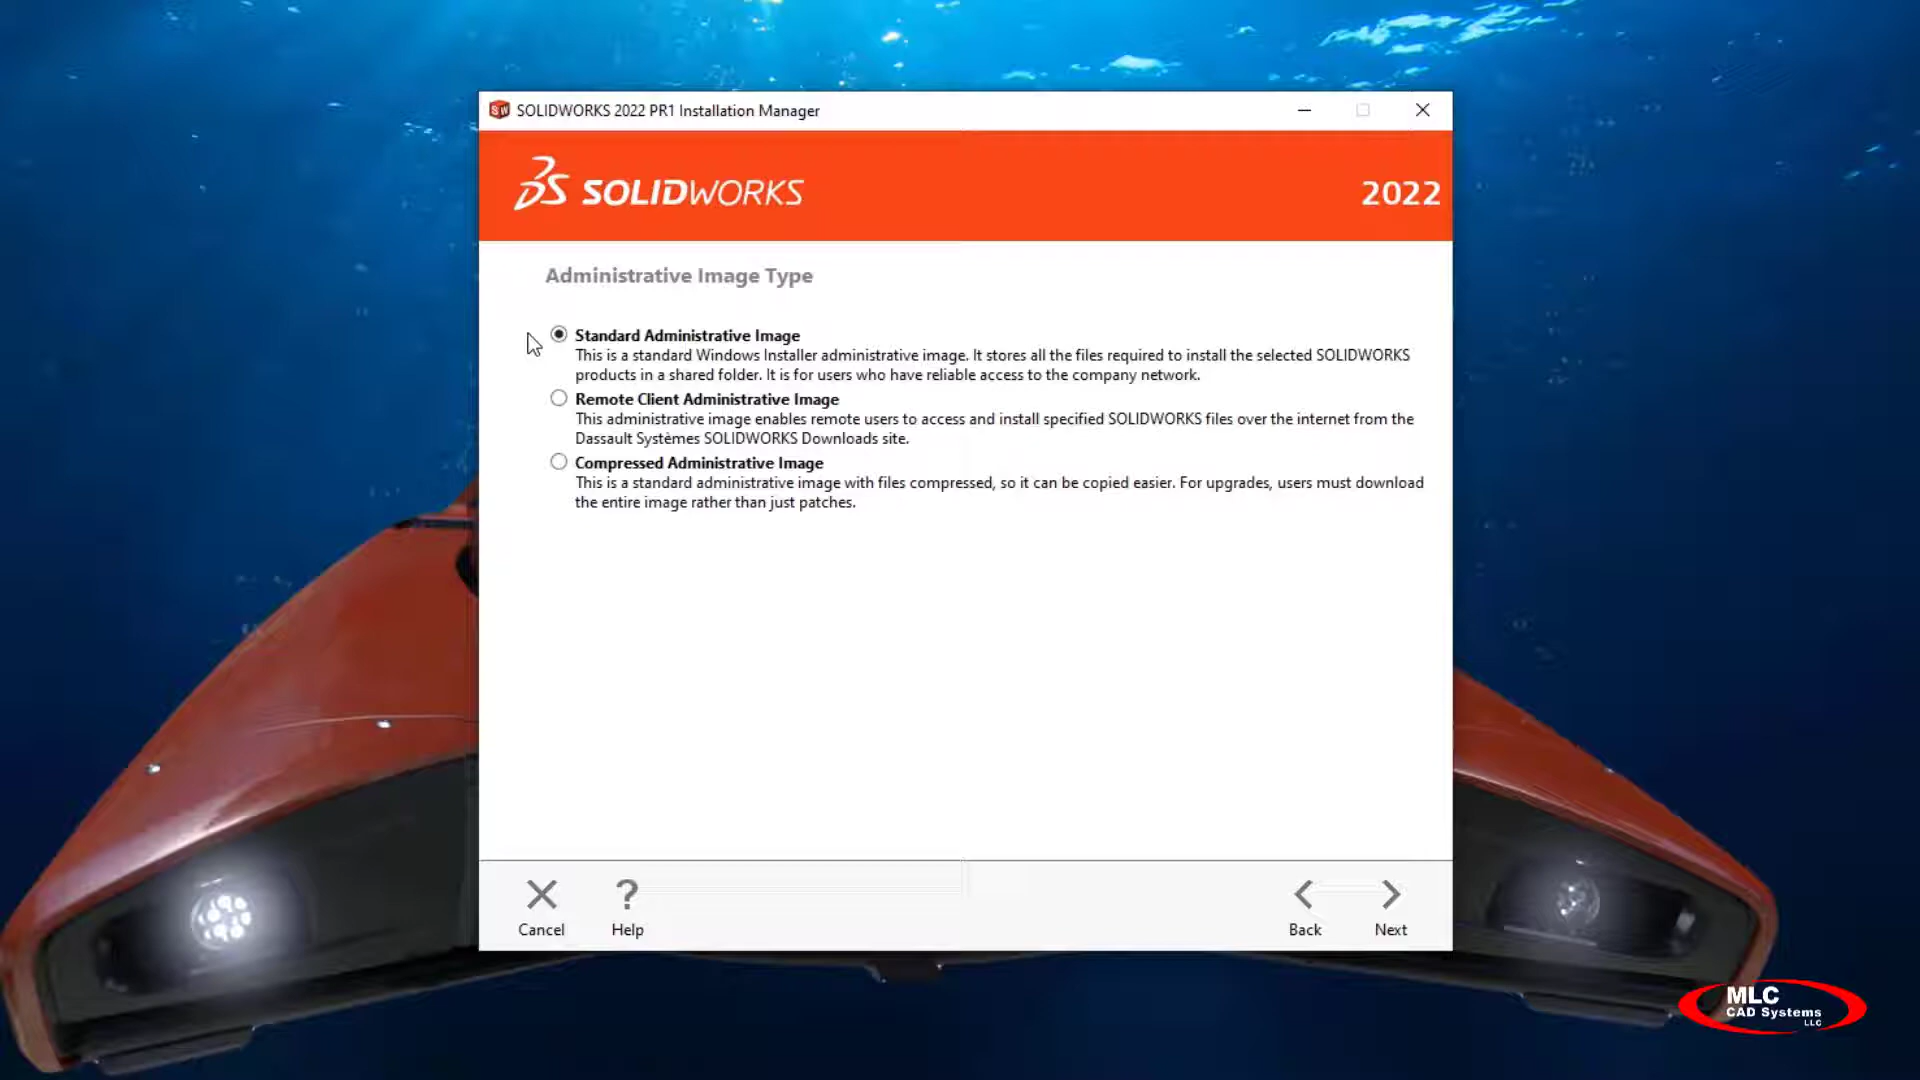 SOLIDWORKS 2022 PR1 Installation Manager
SOLIDWORKS
2022
Administrative Image Type
Standard Administrative Image
This is a standard Windows Installer administrative image. It stores all the files required to install the selected SOLIDWORKS
products in a shared folder. It is for users who have reliable access to the company network.
Remote Client Administrative Image
This administrative image enables remote users to access and install specified SOLIDWORKS files over the internet from the
Dassault Systèmes SOLIDWORKS Downloads site.
Compressed Administrative Image
This is a standard administrative image with files compressed, so it can be copied easier. For upgrades, users must download
the entire image rather than just patches.
Cancel
Help
Back
Next
MLC
CAD Systems
LLC